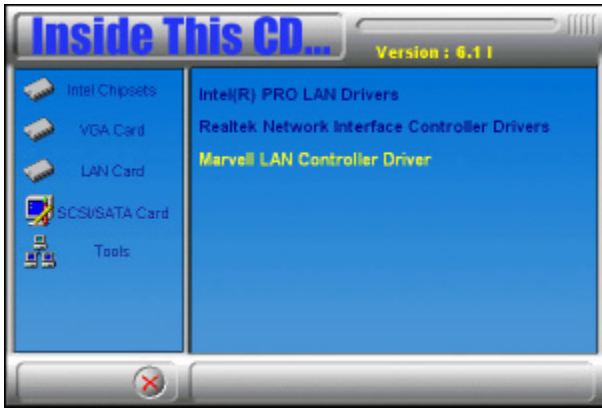 Inside This CD...
Version : 6.1 I
Intel Chipsets
VGA Card
LAN Card
SCSI/SATA Card
Tools
Intel(R) PRO LAN Drivers
Realtek Network Interface Controller Drivers
Marvell LAN Controller Driver